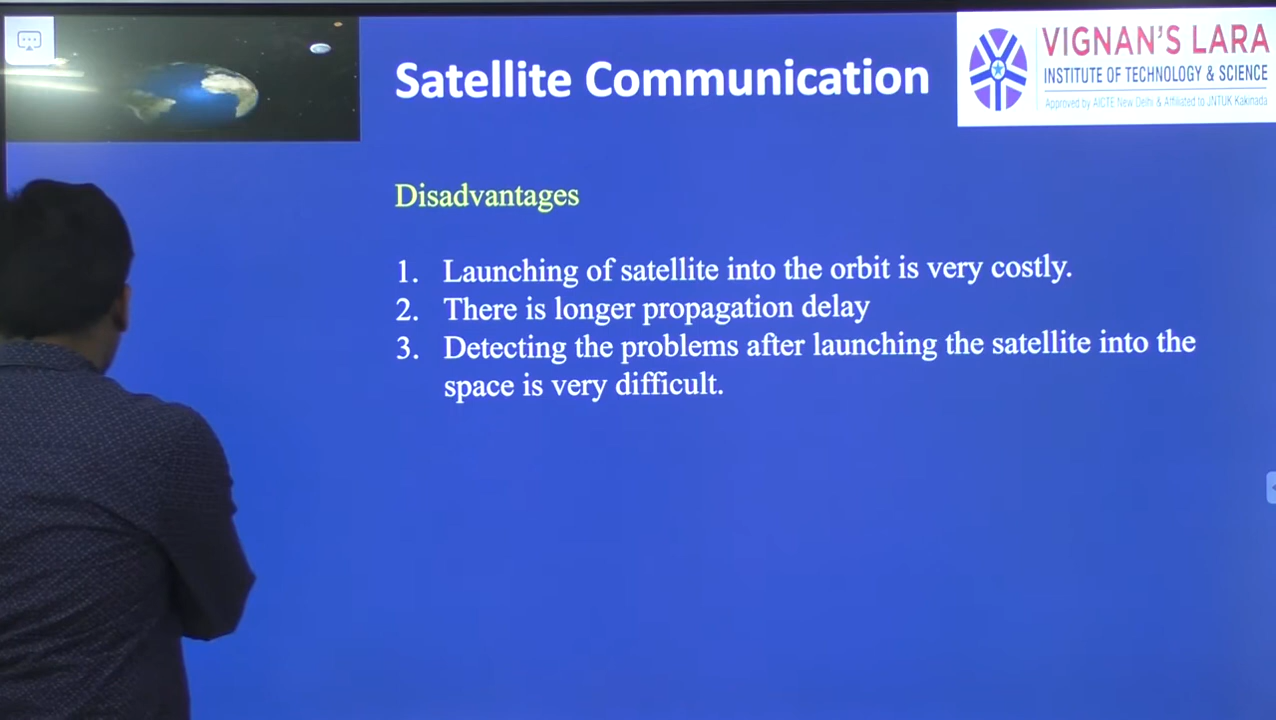 Satellite Communication
VIGNAN'S LARA
INSTITUTE OF TECHNOLOGY & SCIENCE
Approved by AICTE New Delhi & Affiliated to JNTUK Kakinada
Disadvantages
1. Launching of satellite into the orbit is very costly.
2. There is longer propagation delay
3. Detecting the problems after launching the satellite into the
space is very difficult.